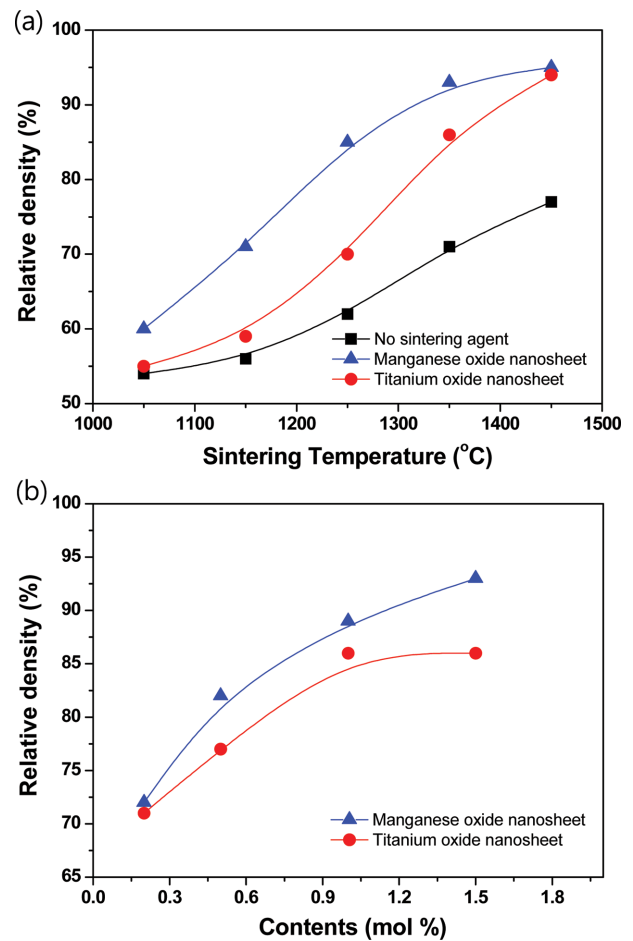 (a)
100
90
80
70
60
50
Relative density (%)
No sintering agent
Manganese oxide nanosheet
Titanium oxide nanosheet
1000 1100 1200 1300 1400 1500
Sintering Temperature (°C)
(b)
100
95
90
85
80
75
70
65
Relative density (%)
Manganese oxide nanosheet
Titanium oxide nanosheet
0.0 0.3 0.6 0.9 1.2 1.5 1.8
Contents (mol %)